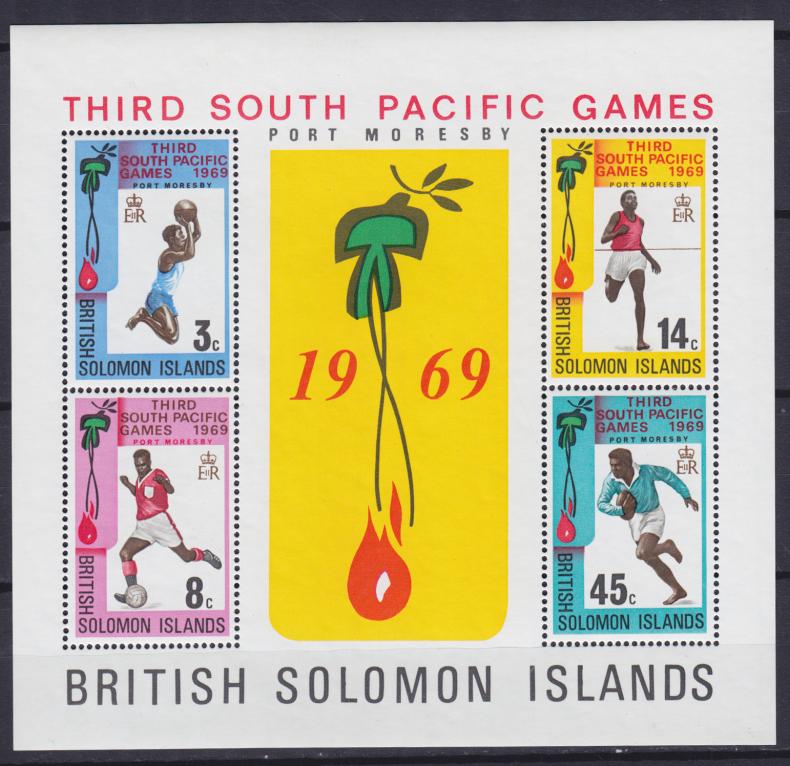 THIRD SOUTH PACIFIC GAMES
PORT MORESBY
THIRD
SOUTH PACIFIC
GAMES 1969
PORT MORESBY
EIIR
3c
BRITISH
SOLOMON ISLANDS
THIRD
SOUTH PACIFIC
GAMES 1969
PORT MORESBY
EIIR
8c
BRITISH
SOLOMON ISLANDS
19 69
THIRD
SOUTH PACIFIC
GAMES 1969
PORT MORESBY
EIIR
14c
BRITISH
SOLOMON ISLANDS
THIRD
SOUTH PACIFIC
GAMES 1969
PORT MORESBY
EIIR
45c
BRITISH
SOLOMON ISLANDS
BRITISH SOLOMON ISLANDS